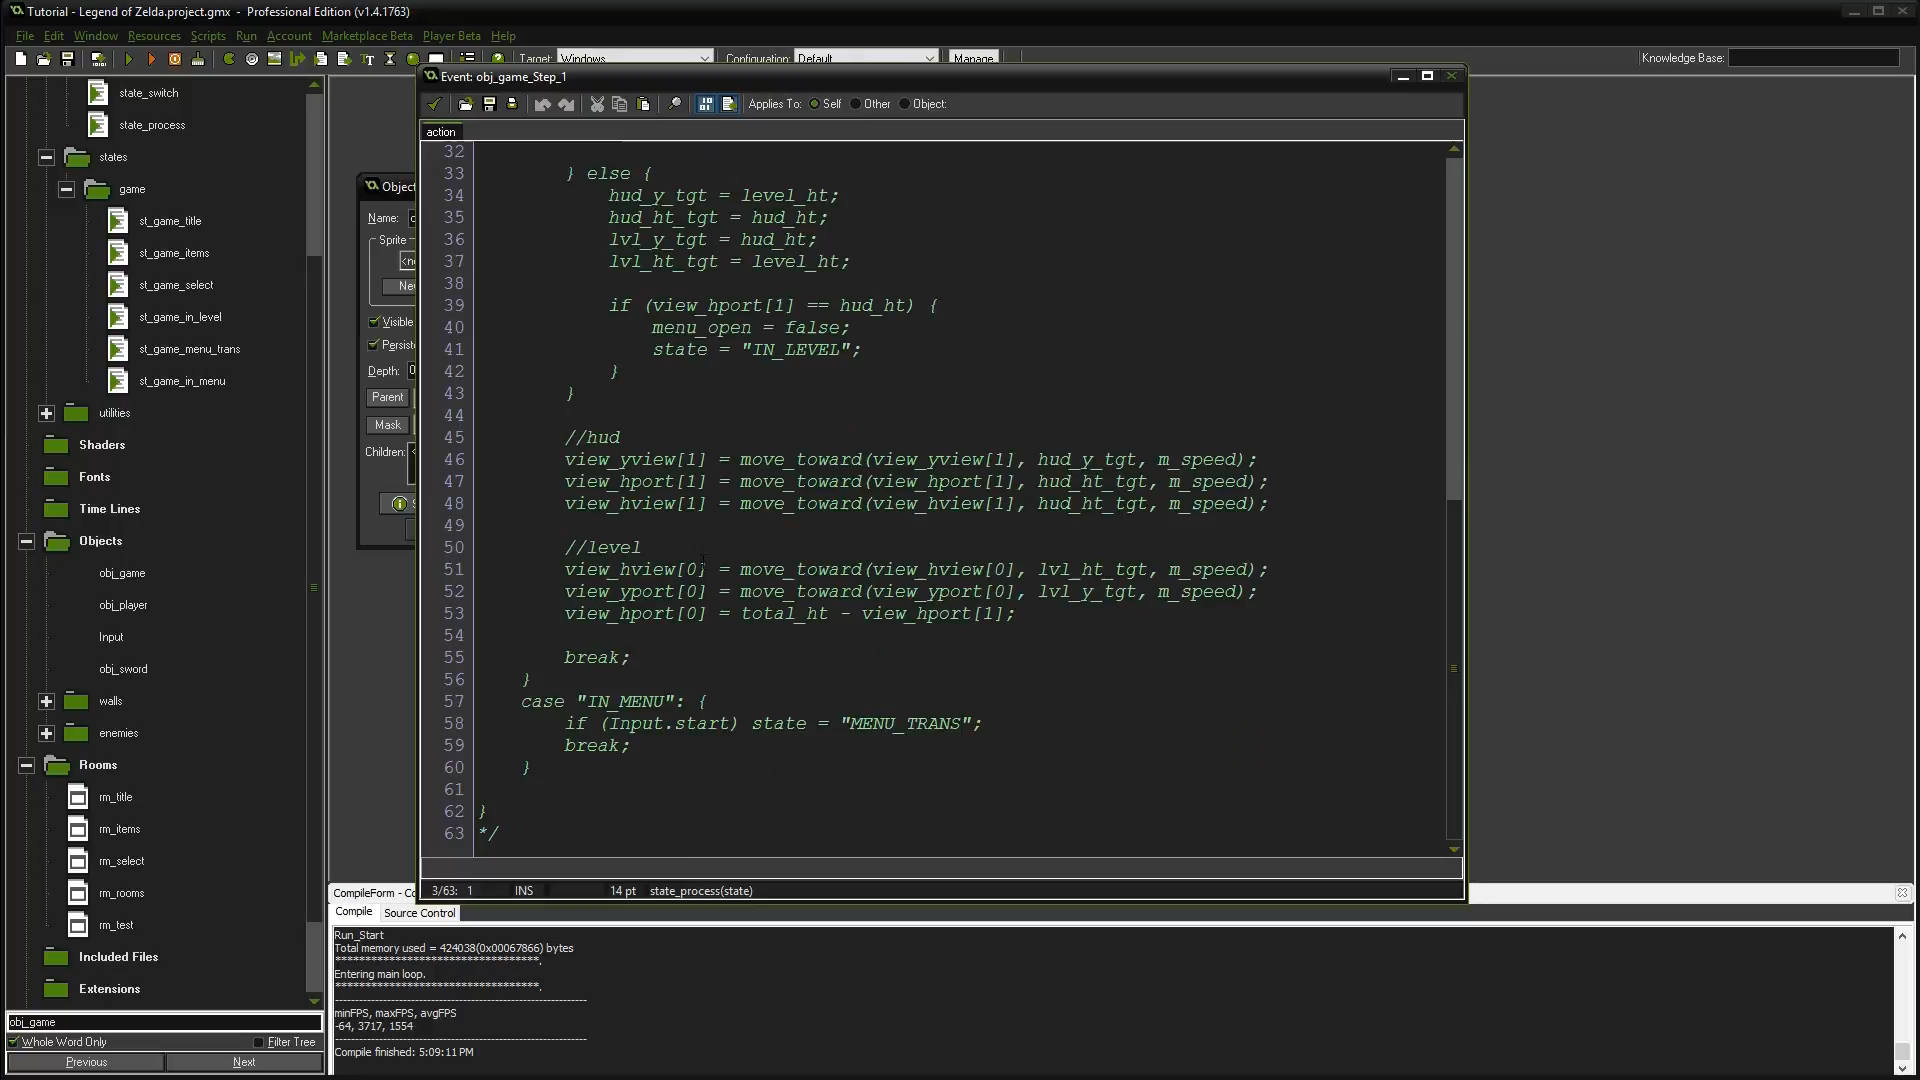 Tutorial - Legend of Zelda.project.gmx - Professional Edition (v1.4.1763)
File Edit Window Resources Scripts Run Account Marketplace Beta Player Beta Help
Target: Windows Configuration: Default Manage Knowledge Base:
state_switch
state_process
states
game
st_game_title
st_game_items
st_game_select
st_game_in_level
st_game_menu_trans
st_game_in_menu
utilities
Shaders
Fonts
Time Lines
Objects
obj_game
obj_player
Input
obj_sword
walls
enemies
Rooms
rm_title
rm_items
rm_select
rm_rooms
rm_test
Included Files
Extensions
obj_game
Whole Word Only Filter Tree
Previous Next
Name:
Sprite
Visible
Depth: 0
Parent
Mask
Children:
Event: obj_game_Step_1
Applies To: Self Other Object:
action
32
33 } else {
34 hud_y_tgt = level_ht;
35 hud_ht_tgt = hud_ht;
36 lvl_y_tgt = hud_ht;
37 lvl_ht_tgt = level_ht;
38
39 if (view_hport[1] == hud_ht) {
40 menu_open = false;
41 state = "IN_LEVEL";
42 }
43 }
44
45 //hud
46 view_yview[1] = move_toward(view_yview[1], hud_y_tgt, m_speed);
47 view_hport[1] = move_toward(view_hport[1], hud_ht_tgt, m_speed);
48 view_hview[1] = move_toward(view_hview[1], hud_ht_tgt, m_speed);
49
50 //level
51 view_hview[0] = move_toward(view_hview[0], lvl_ht_tgt, m_speed);
52 view_yport[0] = move_toward(view_yport[0], lvl_y_tgt, m_speed);
53 view_hport[0] = total_ht - view_hport[1];
54
55 break;
56 }
57 case "IN_MENU": {
58 if (Input.start) state = "MENU_TRANS";
59 break;
60 }
61
62 }
63 */
3/63: 1 INS 14 pt state_process(state)
CompileForm - Co
Compile Source Control
Run_Start
Total memory used = 424038(0x00067866) bytes
***********************************.
Entering main loop.
***********************************.
---------------------------------------------------------------
minFPS, maxFPS, avgFPS
-64, 3717, 1554
---------------------------------------------------------------
Compile finished: 5:09:11 PM